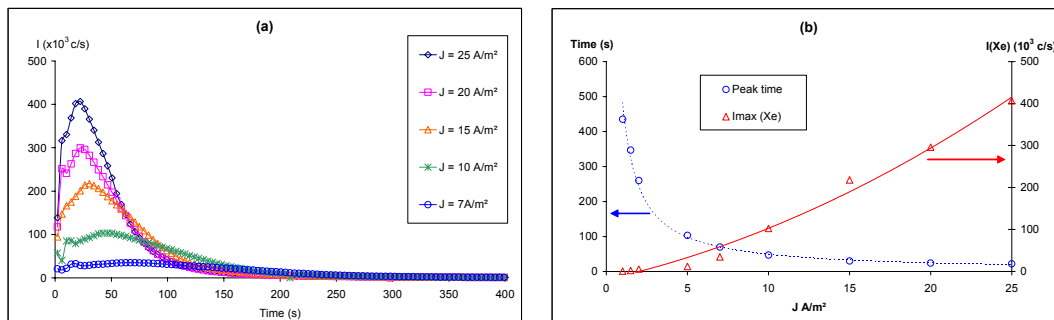 (a)
I (x10³ c/s)
500
400
300
200
100
0
0 50 100 150 200 250 300 350 400
Time (s)
J = 25 A/m²
J = 20 A/m²
J = 15 A/m²
J = 10 A/m²
J = 7A/m²
(b)
Time (s)
I(Xe) (10³ c/s)
600
500
400
300
200
100
0
500
400
300
200
100
0
0 5 10 15 20 25
J A/m²
Peak time
Imax (Xe)